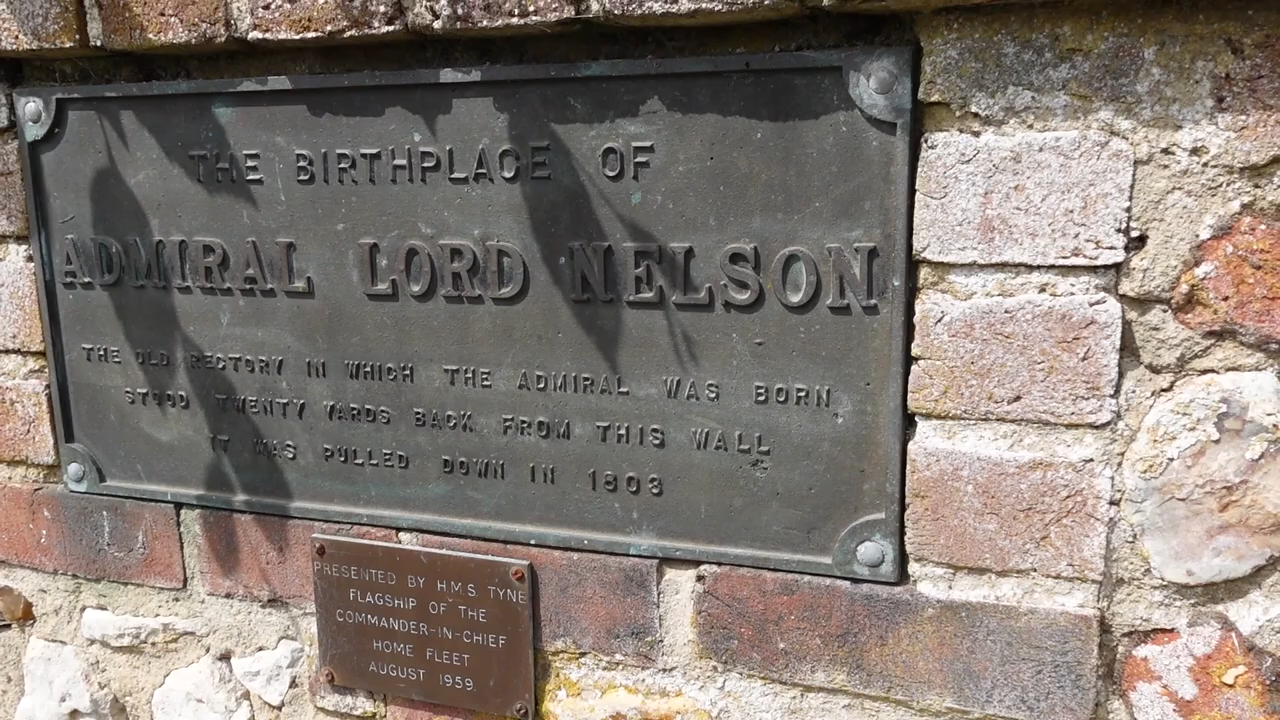 THE BIRTHPLACE OF
ADMIRAL LORD NELSON
THE OLD RECTORY IN WHICH THE ADMIRAL WAS BORN
STOOD TWENTY YARDS BACK FROM THIS WALL
IT WAS PULLED DOWN IN 1803
PRESENTED BY H.M.S. TYNE
FLAGSHIP OF THE
COMMANDER-IN-CHIEF
HOME FLEET
AUGUST 1959.